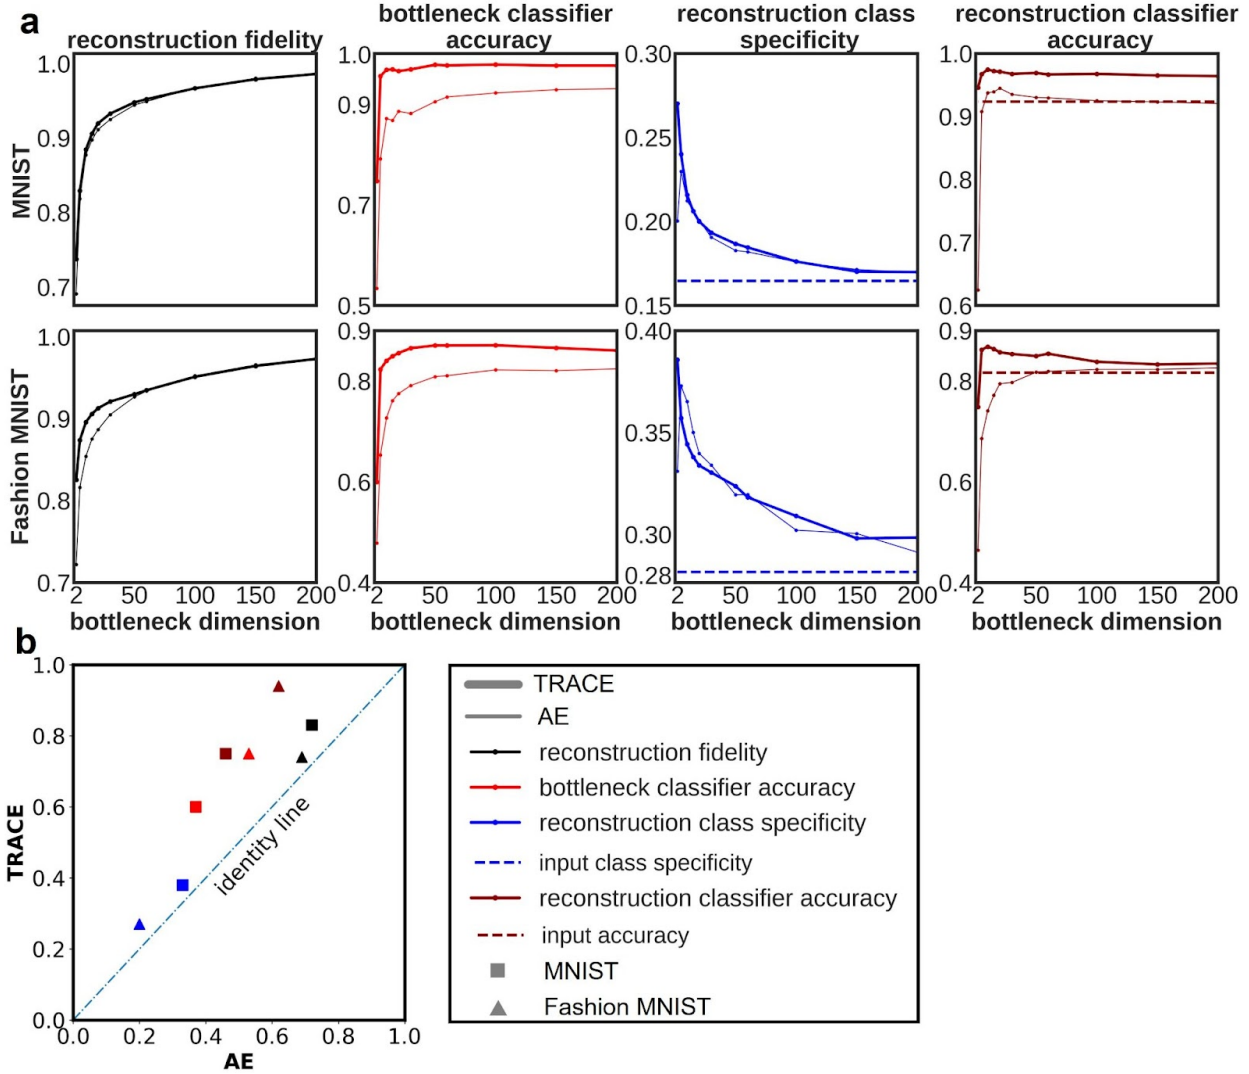 a
reconstruction fidelity
bottleneck classifier
accuracy
reconstruction class
specificity
reconstruction classifier
accuracy
MNIST
1.0
0.9
0.8
0.7
1.0
0.9
0.7
0.5
0.30
0.25
0.20
0.15
1.0
0.9
0.8
0.7
0.6
Fashion MNIST
1.0
0.9
0.8
0.7
0.9
0.8
0.6
0.4
0.40
0.35
0.30
0.28
0.9
0.8
0.6
0.4
2 50 100 150 200
2 50 100 150 200
2 50 100 150 200
2 50 100 150 200
bottleneck dimension
bottleneck dimension
bottleneck dimension
bottleneck dimension
b
TRACE
1.0
0.8
0.6
0.4
0.2
0.0
identity line
0.0 0.2 0.4 0.6 0.8 1.0
AE
TRACE
AE
reconstruction fidelity
bottleneck classifier accuracy
reconstruction class specificity
input class specificity
reconstruction classifier accuracy
input accuracy
MNIST
Fashion MNIST